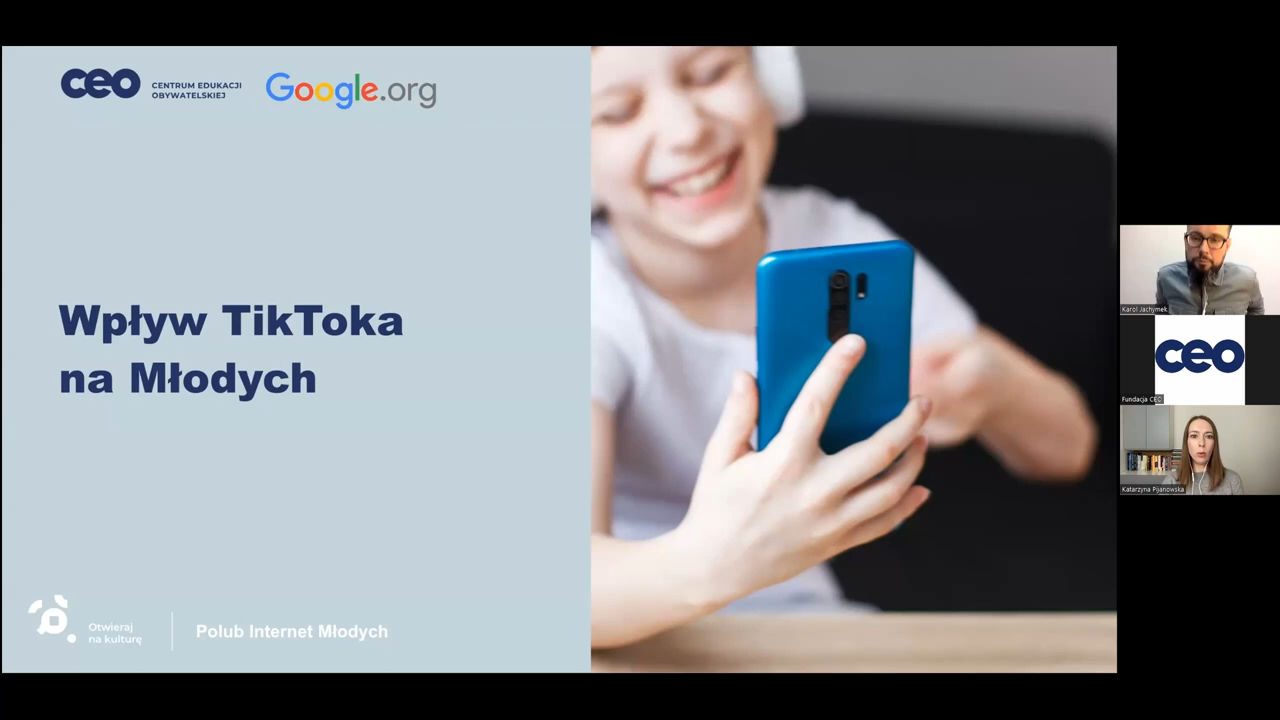 ceo
CENTRUM EDUKACJI
OBYWATELSKIEJ
Google.org
Wpływ TikToka
na Młodych
Otwieraj
na kulturę
Polub Internet Młodych
Karol Jachymek
ceo
Fundacja CEO
Katarzyna Pijanowska